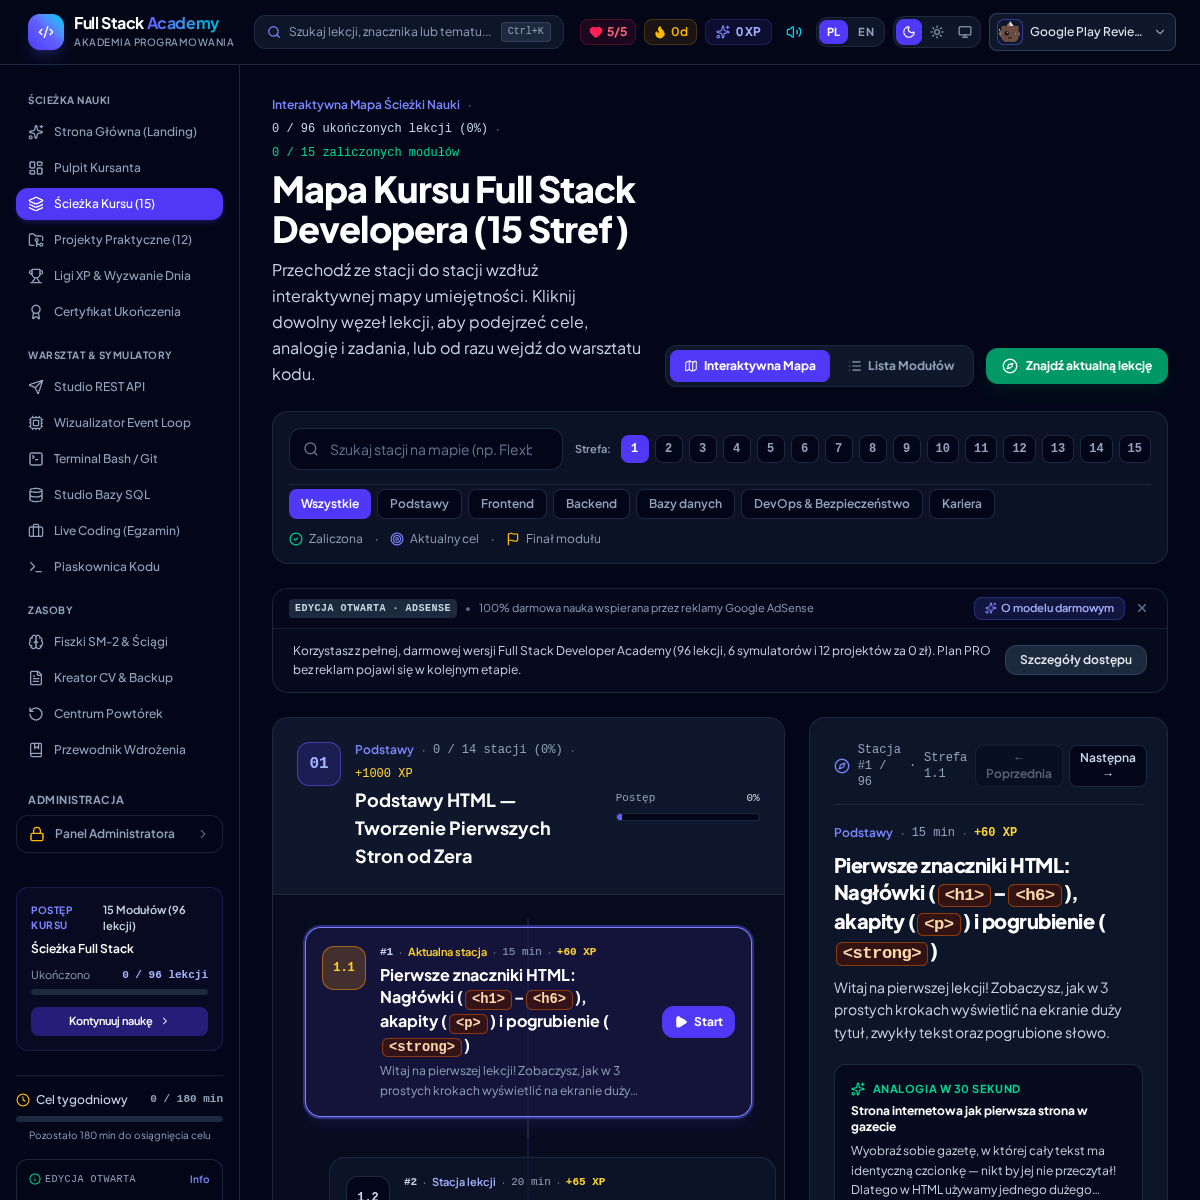 Full Stack Academy
AKADEMIA PROGRAMOWANIA
Szukaj lekcji, znacznika lub tematu...
Ctrl+K
5/5
0d
0 XP
PL
EN
Google Play Revie...
ŚCIEŻKA NAUKI
Strona Główna (Landing)
Pulpit Kursanta
Ścieżka Kursu (15)
Projekty Praktyczne (12)
Ligi XP & Wyzwanie Dnia
Certyfikat Ukończenia
WARSZTAT & SYMULATORY
Studio REST API
Wizualizator Event Loop
Terminal Bash / Git
Studio Bazy SQL
Live Coding (Egzamin)
Piaskownica Kodu
ZASOBY
Fiszki SM-2 & Ściągi
Kreator CV & Backup
Centrum Powtórek
Przewodnik Wdrożenia
ADMINISTRACJA
Panel Administratora
POSTĘP KURSU
15 Modułów (96 lekcji)
Ścieżka Full Stack
Ukończono
0 / 96 lekcji
Kontynuuj naukę
Cel tygodniowy
0 / 180 min
Pozostało 180 min do osiągnięcia celu
EDYCJA OTWARTA
Info
Interaktywna Mapa Ścieżki Nauki ·
0 / 96 ukończonych lekcji (0%) ·
0 / 15 zaliczonych modułów
Mapa Kursu Full Stack
Developera (15 Stref)
Przechodź ze stacji do stacji wzdłuż
interaktywnej mapy umiejętności. Kliknij
dowolny węzeł lekcji, aby podejrzeć cele,
analogię i zadania, lub od razu wejdź do warsztatu
kodu.
Interaktywna Mapa
Lista Modułów
Znajdź aktualną lekcję
Szukaj stacji na mapie (np. Flexb
Strefa:
1 2 3 4 5 6 7 8 9 10 11 12 13 14 15
Wszystkie
Podstawy
Frontend
Backend
Bazy danych
DevOps & Bezpieczeństwo
Kariera
Zaliczona · Aktualny cel · Finał modułu
EDYCJA OTWARTA · ADSENSE
• 100% darmowa nauka wspierana przez reklamy Google AdSense
O modelu darmowym
Korzystasz z pełnej, darmowej wersji Full Stack Developer Academy (96 lekcji, 6 symulatorów i 12 projektów za 0 zł). Plan PRO
bez reklam pojawi się w kolejnym etapie.
Szczegóły dostępu
01
Podstawy · 0 / 14 stacji (0%) ·
+1000 XP
Podstawy HTML —
Tworzenie Pierwszych
Stron od Zera
Postęp
0%
1.1
#1 · Aktualna stacja · 15 min · +60 XP
Pierwsze znaczniki HTML:
Nagłówki ( <h1> – <h6> ),
akapity ( <p> ) i pogrubienie (
<strong> )
Witaj na pierwszej lekcji! Zobaczysz, jak w 3
prostych krokach wyświetlić na ekranie duży...
Start
1.2
#2 · Stacja lekcji · 20 min · +65 XP
Stacja
#1 /
96
· Strefa
1.1
←
Poprzednia
Następna
→
Podstawy · 15 min · +60 XP
Pierwsze znaczniki HTML:
Nagłówki ( <h1> – <h6> ),
akapity ( <p> ) i pogrubienie (
<strong> )
Witaj na pierwszej lekcji! Zobaczysz, jak w 3
prostych krokach wyświetlić na ekranie duży
tytuł, zwykły tekst oraz pogrubione słowo.
ANALOGIA W 30 SEKUND
Strona internetowa jak pierwsza strona w
gazecie
Wyobraź sobie gazetę, w której cały tekst ma
identyczną czcionkę — nikt by jej nie przeczytał!
Dlatego w HTML używamy jednego dużego...